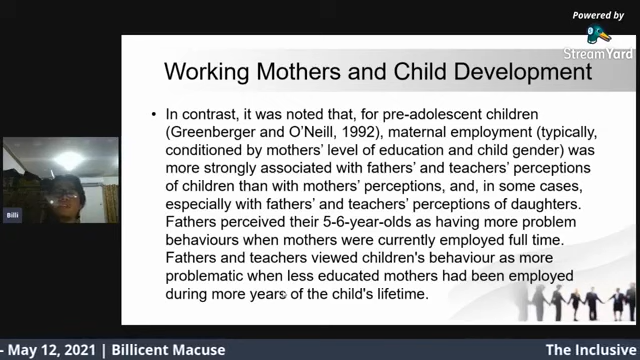 Powered by
StreamYard
Working Mothers and Child Development
• In contrast, it was noted that, for pre-adolescent children
(Greenberger and O'Neill, 1992), maternal employment (typically,
conditioned by mothers' level of education and child gender) was
more strongly associated with fathers' and teachers' perceptions
of children than with mothers' perceptions, and, in some cases,
especially with fathers' and teachers' perceptions of daughters.
Fathers perceived their 5-6-year-olds as having more problem
behaviours when mothers were currently employed full time.
Fathers and teachers viewed children's behaviour as more
problematic when less educated mothers had been employed
during more years of the child's lifetime.
Billi
- May 12, 2021 | Billicent Macuse
The Inclusive